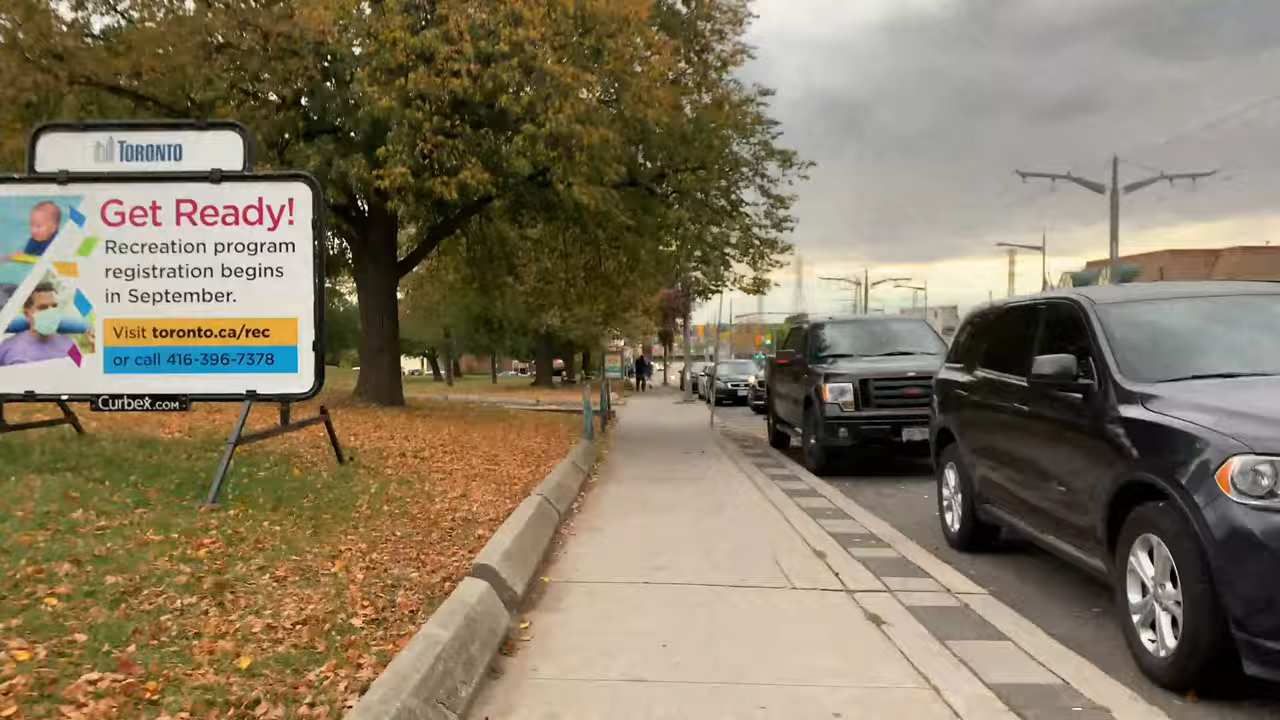 TORONTO
Get Ready!
Recreation program
registration begins
in September.
Visit toronto.ca/rec
or call 416-396-7378
Curbex.com